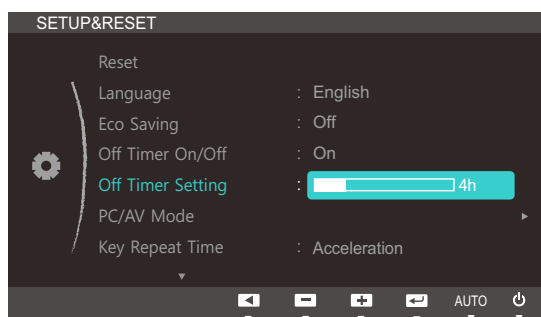 SETUP&RESET
Reset
Language : English
Eco Saving : Off
Off Timer On/Off : On
Off Timer Setting : 4h
PC/AV Mode
Key Repeat Time : Acceleration
AUTO